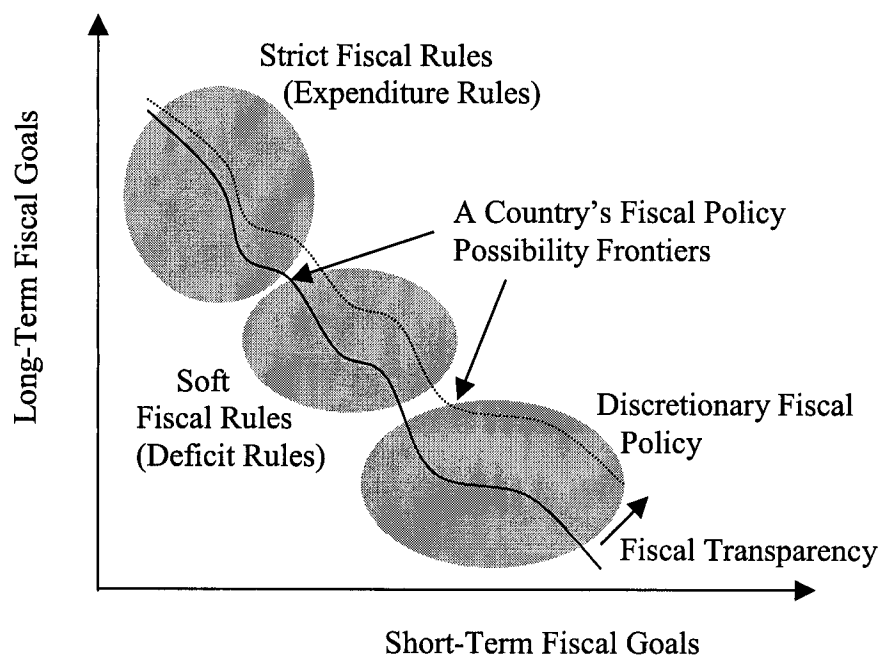 Strict Fiscal Rules
(Expenditure Rules)
Long-Term Fiscal Goals
A Country's Fiscal Policy
Possibility Frontiers
Soft
Fiscal Rules
(Deficit Rules)
Discretionary Fiscal
Policy
Fiscal Transparency
Short-Term Fiscal Goals